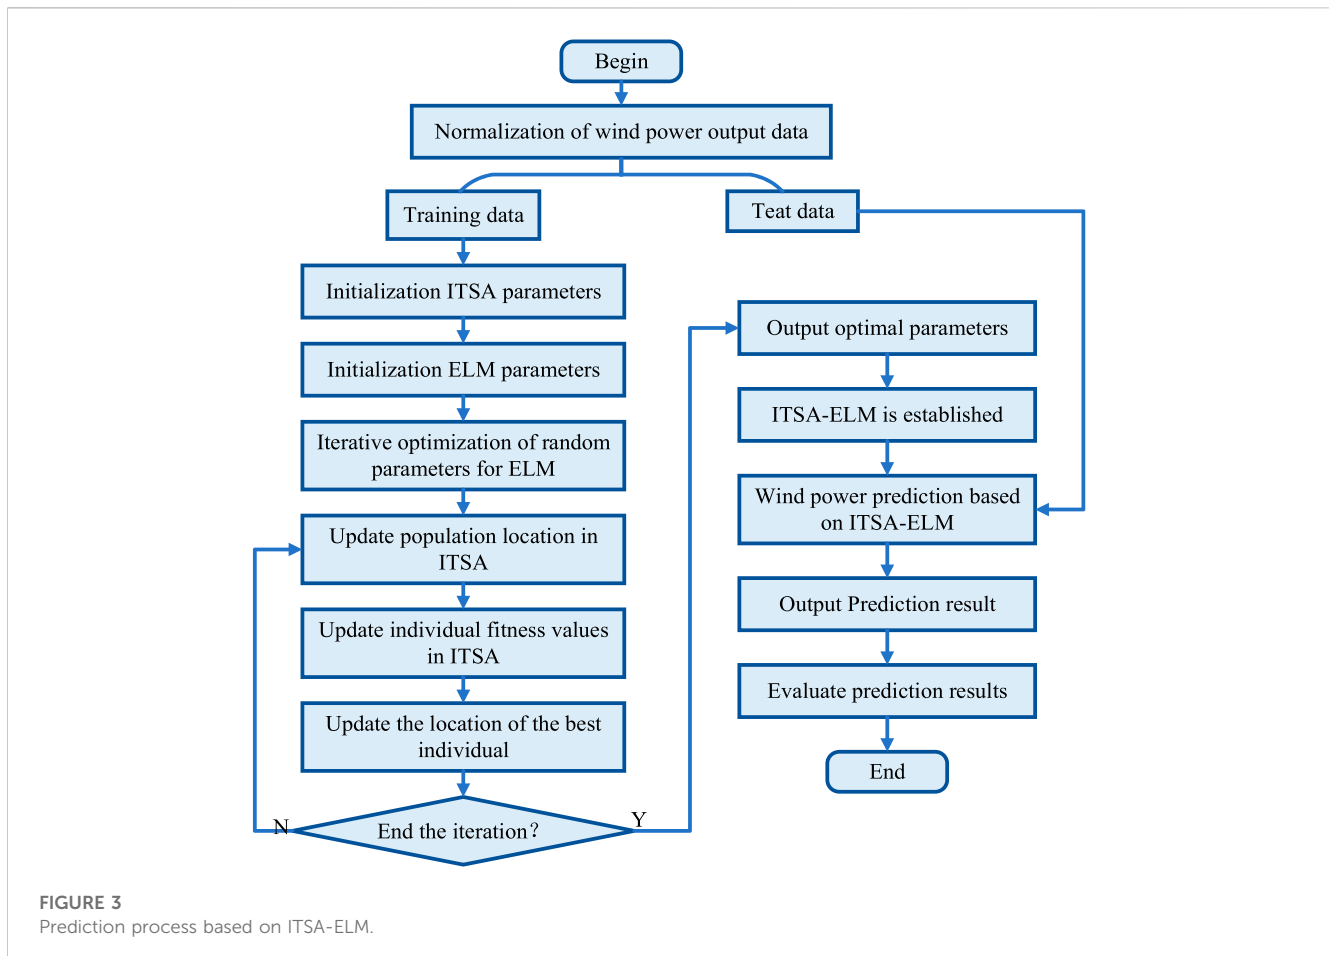 Begin
Normalization of wind power output data
Training data
Teat data
Initialization ITSA parameters
Initialization ELM parameters
Iterative optimization of random
parameters for ELM
Update population location in
ITSA
Update individual fitness values
in ITSA
Update the location of the best
individual
End the iteration？
N
Y
Output optimal parameters
ITSA-ELM is established
Wind power prediction based
on ITSA-ELM
Output Prediction result
Evaluate prediction results
End
FIGURE 3
Prediction process based on ITSA-ELM.